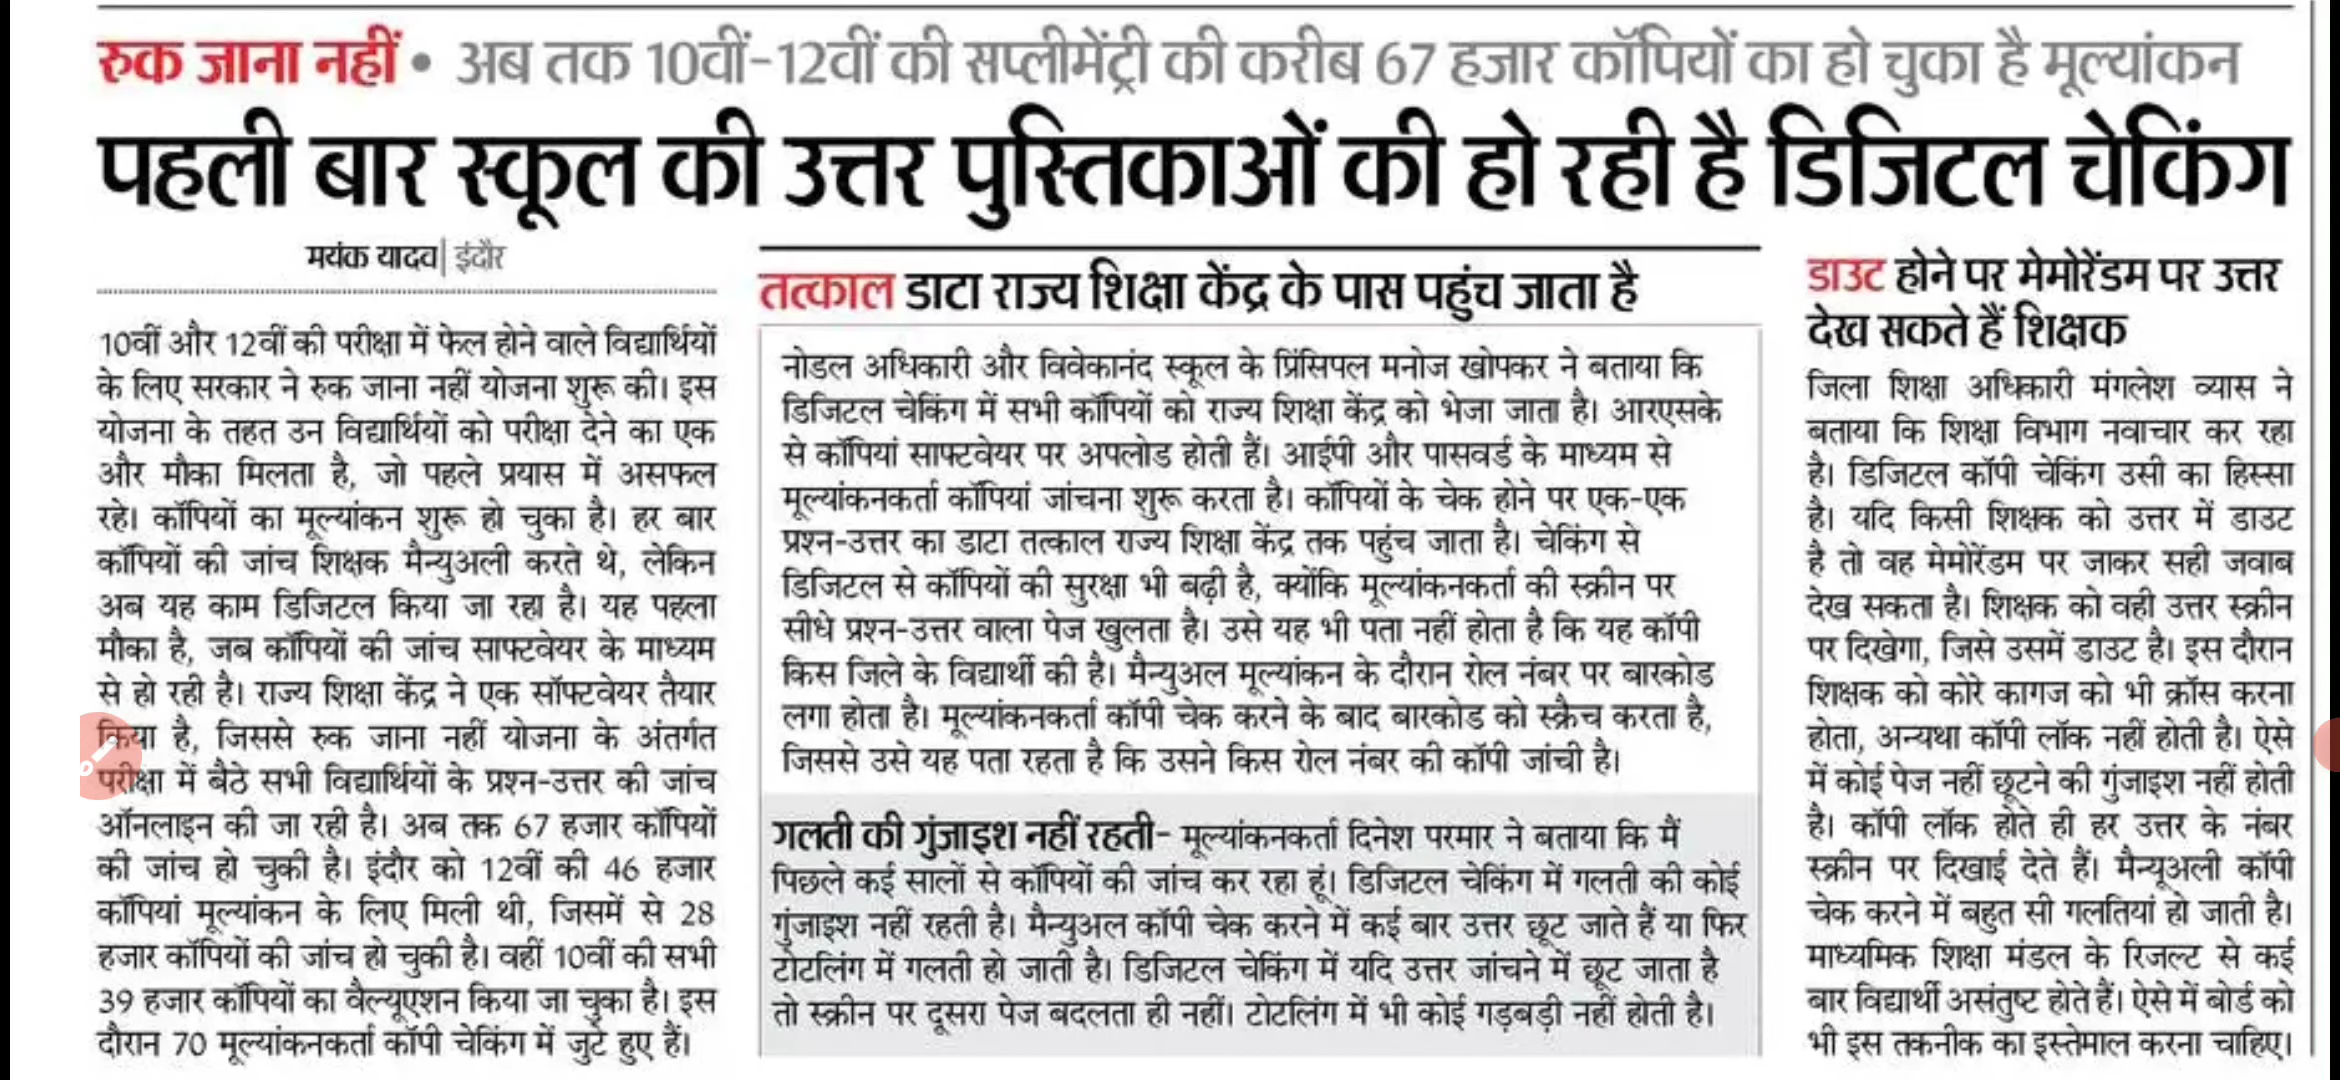 रुक जाना नहीं • अब तक 10वीं-12वीं की सप्लीमेंट्री की करीब 67 हजार कॉपियों का हो चुका है मूल्यांकन
पहली बार स्कूल की उत्तर पुस्तिकाओं की हो रही है डिजिटल चेकिंग
मयंक यादव| इंदौर
10वीं और 12वीं की परीक्षा में फेल होने वाले विद्यार्थियों
के लिए सरकार ने रुक जाना नहीं योजना शुरू की। इस
योजना के तहत उन विद्यार्थियों को परीक्षा देने का एक
और मौका मिलता है, जो पहले प्रयास में असफल
रहे। कॉपियों का मूल्यांकन शुरू हो चुका है। हर बार
कॉपियों की जांच शिक्षक मैन्युअली करते थे, लेकिन
अब यह काम डिजिटल किया जा रहा है। यह पहला
मौका है, जब कॉपियों की जांच साफ्टवेयर के माध्यम
से हो रही है। राज्य शिक्षा केंद्र ने एक सॉफ्टवेयर तैयार
किया है, जिससे रुक जाना नहीं योजना के अंतर्गत
परीक्षा में बैठे सभी विद्यार्थियों के प्रश्न-उत्तर की जांच
ऑनलाइन की जा रही है। अब तक 67 हजार कॉपियों
की जांच हो चुकी है। इंदौर को 12वीं की 46 हजार
कॉपियां मूल्यांकन के लिए मिली थी, जिसमें से 28
हजार कॉपियों की जांच हो चुकी है। वहीं 10वीं की सभी
39 हजार कॉपियों का वैल्यूएशन किया जा चुका है। इस
दौरान 70 मूल्यांकनकर्ता कॉपी चेकिंग में जुटे हुए हैं।
तत्काल डाटा राज्य शिक्षा केंद्र के पास पहुंच जाता है
नोडल अधिकारी और विवेकानंद स्कूल के प्रिंसिपल मनोज खोपकर ने बताया कि
डिजिटल चेकिंग में सभी कॉपियों को राज्य शिक्षा केंद्र को भेजा जाता है। आरएसके
से कॉपियां साफ्टवेयर पर अपलोड होती हैं। आईपी और पासवर्ड के माध्यम से
मूल्यांकनकर्ता कॉपियां जांचना शुरू करता है। कॉपियों के चेक होने पर एक-एक
प्रश्न-उत्तर का डाटा तत्काल राज्य शिक्षा केंद्र तक पहुंच जाता है। चेकिंग से
डिजिटल से कॉपियों की सुरक्षा भी बढ़ी है, क्योंकि मूल्यांकनकर्ता की स्क्रीन पर
सीधे प्रश्न-उत्तर वाला पेज खुलता है। उसे यह भी पता नहीं होता है कि यह कॉपी
किस जिले के विद्यार्थी की है। मैन्युअल मूल्यांकन के दौरान रोल नंबर पर बारकोड
लगा होता है। मूल्यांकनकर्ता कॉपी चेक करने के बाद बारकोड को स्क्रैच करता है,
जिससे उसे यह पता रहता है कि उसने किस रोल नंबर की कॉपी जांची है।
गलती की गुंजाइश नहीं रहती- मूल्यांकनकर्ता दिनेश परमार ने बताया कि मैं
पिछले कई सालों से कॉपियों की जांच कर रहा हूं। डिजिटल चेकिंग में गलती की कोई
गुंजाइश नहीं रहती है। मैन्युअल कॉपी चेक करने में कई बार उत्तर छूट जाते हैं या फिर
टोटलिंग में गलती हो जाती है। डिजिटल चेकिंग में यदि उत्तर जांचने में छूट जाता है
तो स्क्रीन पर दूसरा पेज बदलता ही नहीं। टोटलिंग में भी कोई गड़बड़ी नहीं होती है।
डाउट होने पर मेमोरेंडम पर उत्तर
देख सकते हैं शिक्षक
जिला शिक्षा अधिकारी मंगलेश व्यास ने
बताया कि शिक्षा विभाग नवाचार कर रहा
है। डिजिटल कॉपी चेकिंग उसी का हिस्सा
है। यदि किसी शिक्षक को उत्तर में डाउट
है तो वह मेमोरेंडम पर जाकर सही जवाब
देख सकता है। शिक्षक को वही उत्तर स्क्रीन
पर दिखेगा, जिसे उसमें डाउट है। इस दौरान
शिक्षक को कोरे कागज को भी क्रॉस करना
होता, अन्यथा कॉपी लॉक नहीं होती है। ऐसे
में कोई पेज नहीं छूटने की गुंजाइश नहीं होती
है। कॉपी लॉक होते ही हर उत्तर के नंबर
स्क्रीन पर दिखाई देते हैं। मैन्यूअली कॉपी
चेक करने में बहुत सी गलतियां हो जाती है।
माध्यमिक शिक्षा मंडल के रिजल्ट से कई
बार विद्यार्थी असंतुष्ट होते हैं। ऐसे में बोर्ड को
भी इस तकनीक का इस्तेमाल करना चाहिए।